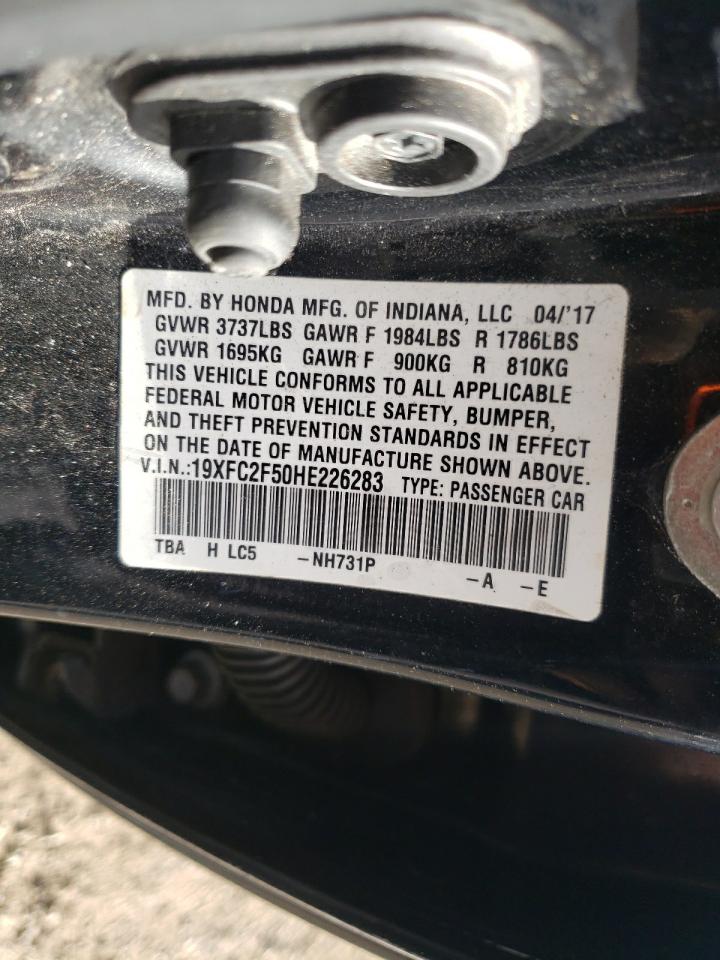 MFD. BY HONDA MFG. OF INDIANA, LLC 04/'17
GVWR 3737LBS GAWR F 1984LBS R 1786LBS
GVWR 1695KG GAWR F 900KG R 810KG
THIS VEHICLE CONFORMS TO ALL APPLICABLE
FEDERAL MOTOR VEHICLE SAFETY, BUMPER,
AND THEFT PREVENTION STANDARDS IN EFFECT
ON THE DATE OF MANUFACTURE SHOWN ABOVE.
V.I.N.:19XFC2F50HE226283 TYPE: PASSENGER CAR
TBA H LC5 -NH731P -A -E